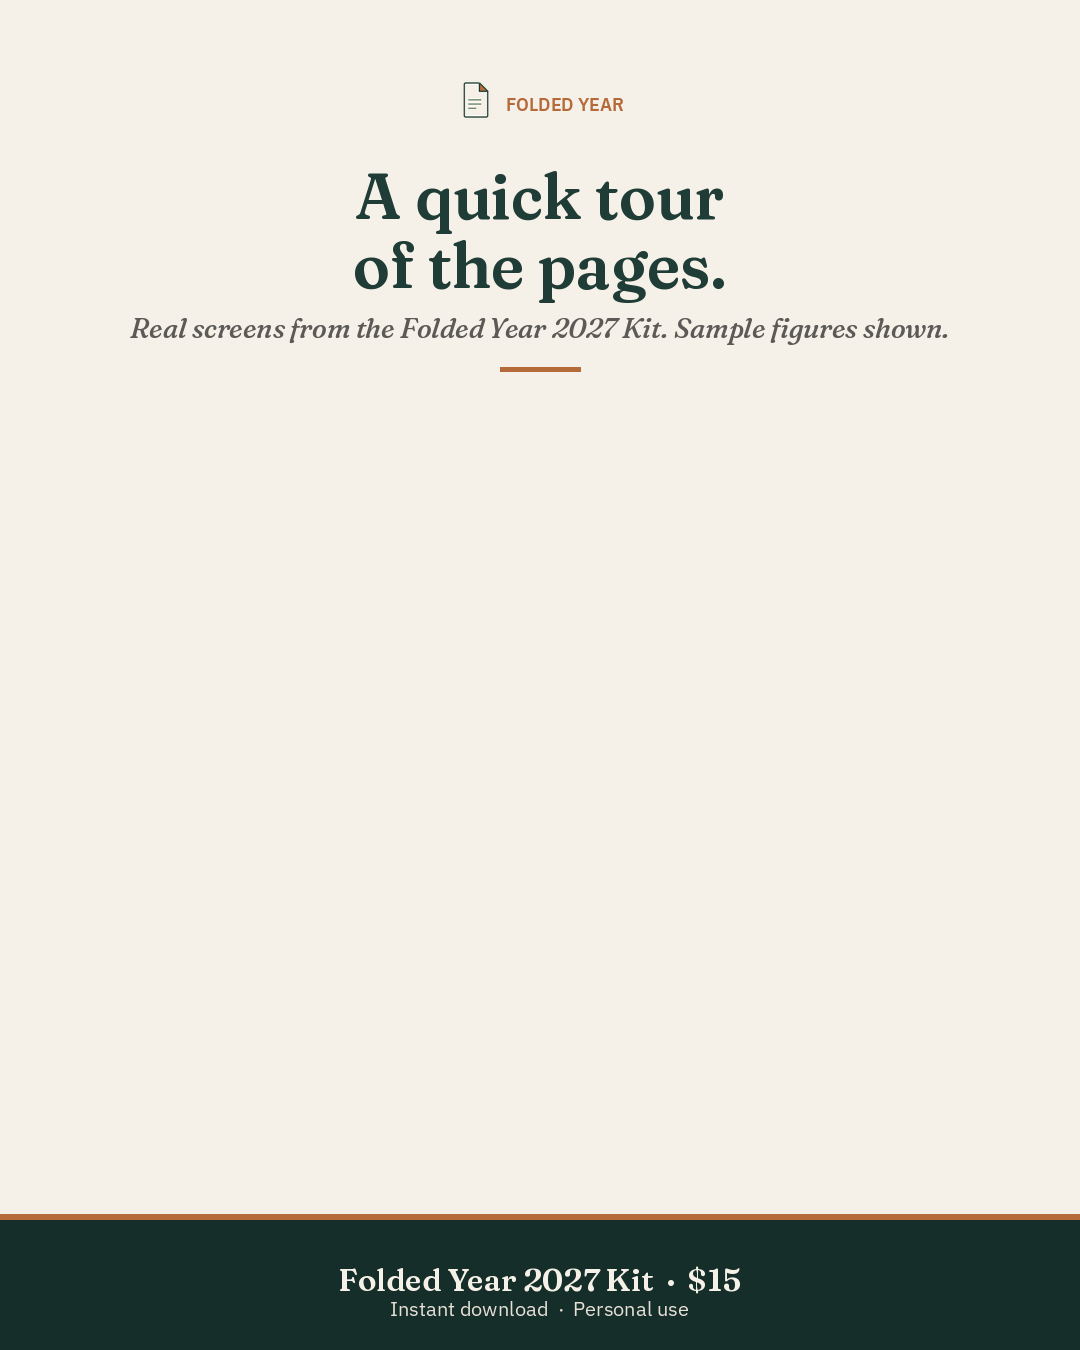 FOLDED YEAR
A quick tour
of the pages.
Real screens from the Folded Year 2027 Kit. Sample figures shown.
Folded Year 2027 Kit · $15
Instant download · Personal use